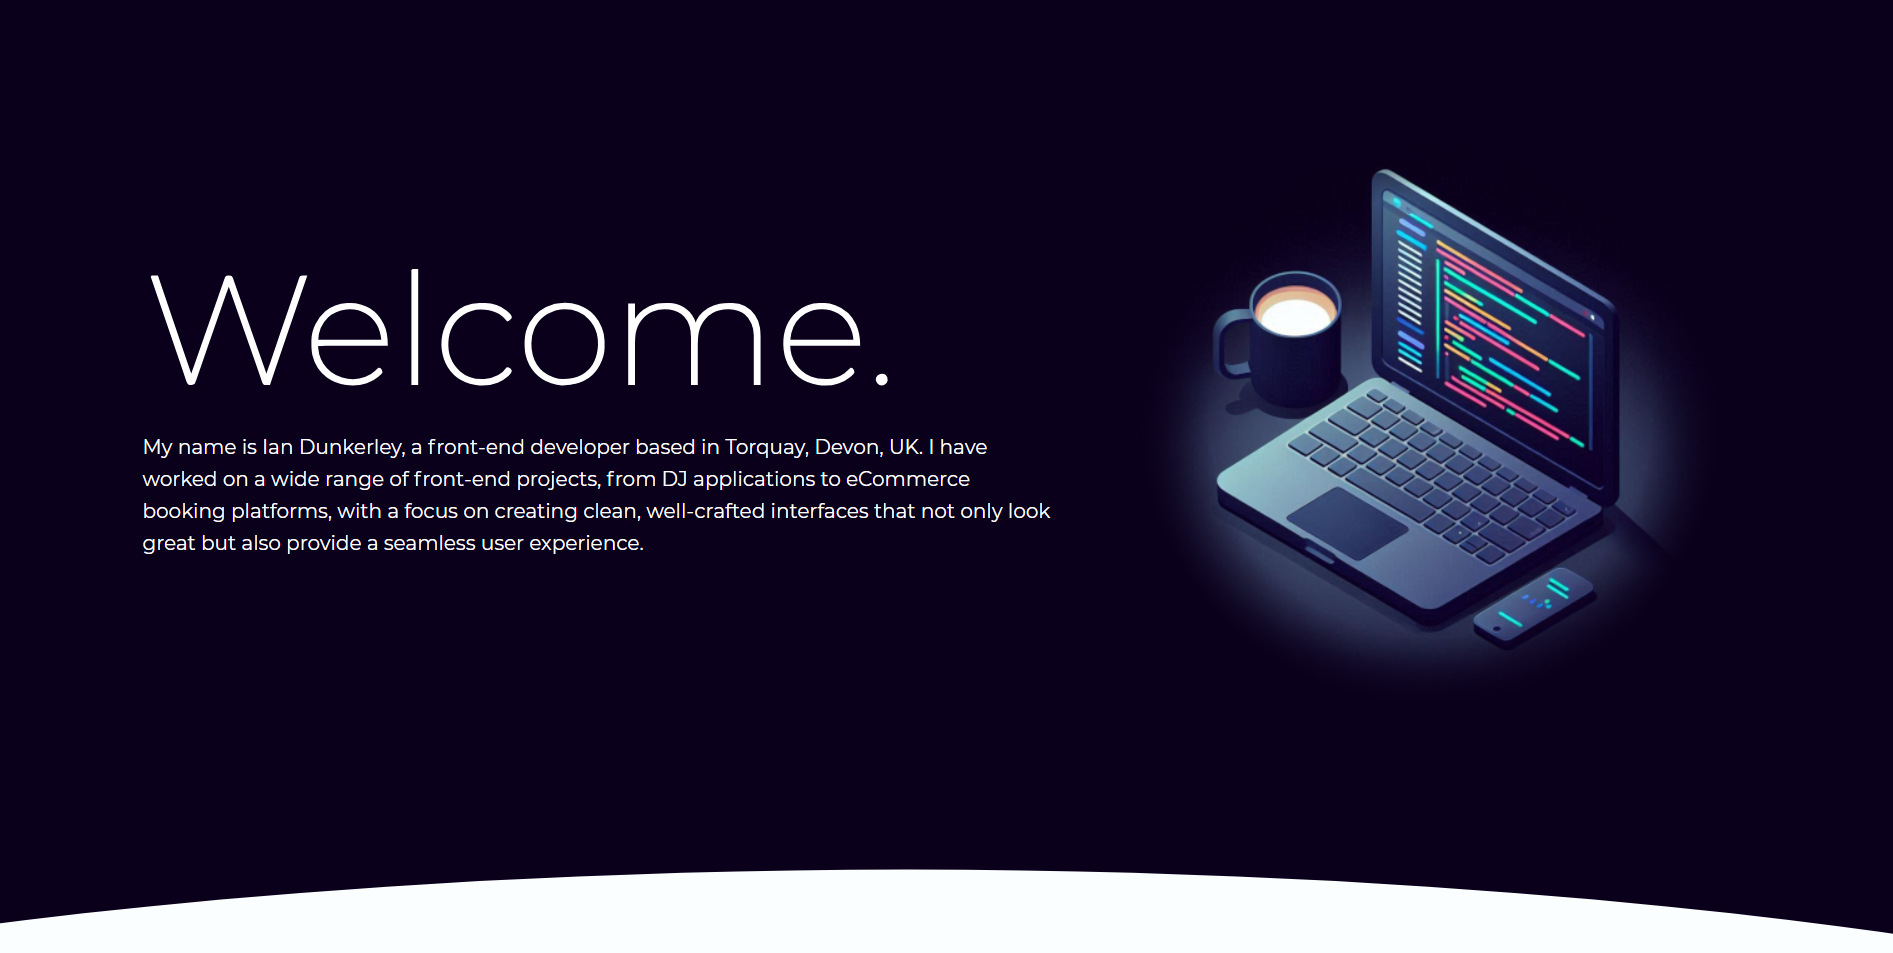 Welcome.
My name is Ian Dunkerley, a front-end developer based in Torquay, Devon, UK. I have
worked on a wide range of front-end projects, from DJ applications to eCommerce
booking platforms, with a focus on creating clean, well-crafted interfaces that not only look
great but also provide a seamless user experience.